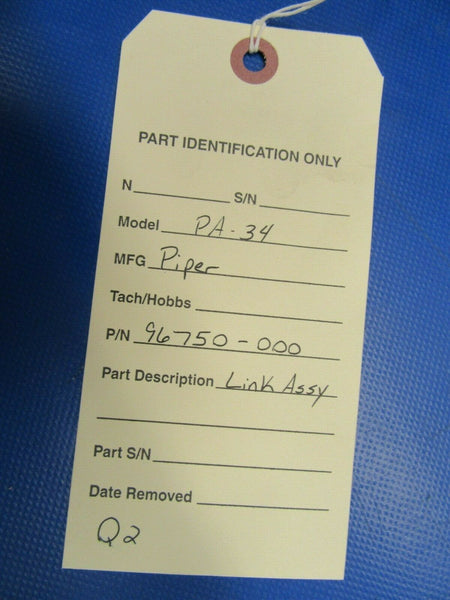 PART IDENTIFICATION ONLY
N S/N
Model PA-34
MFG Piper
Tach/Hobbs
P/N 96750-000
Part Description Link Assy
Part S/N
Date Removed
Q2